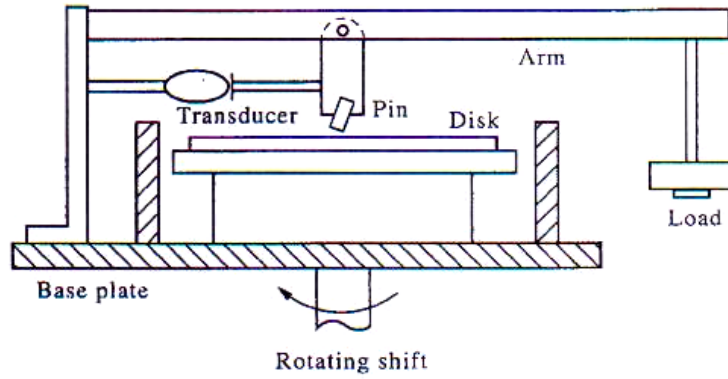 Arm
Transducer
Pin
Disk
Load
Base plate
Rotating shift